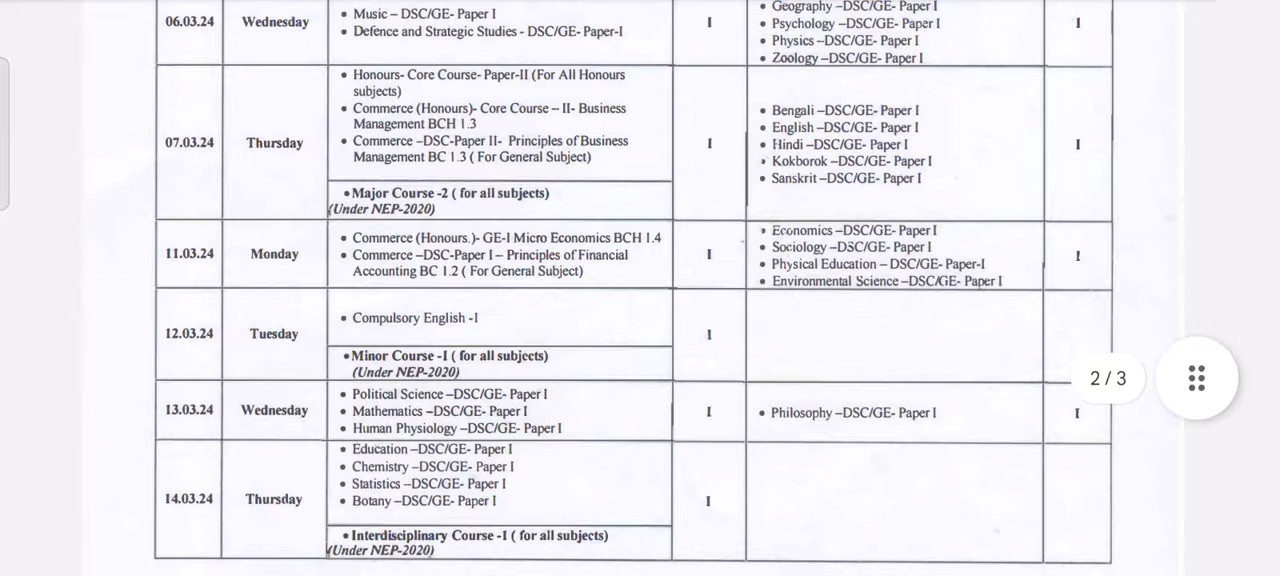 06.03.24
Wednesday
• Music – DSC/GE- Paper I
• Defence and Strategic Studies - DSC/GE- Paper-I
I
Geography –DSC/GE- Paper I
• Psychology –DSC/GE- Paper I
• Physics –DSC/GE- Paper I
• Zoology –DSC/GE- Paper I
I
07.03.24
Thursday
• Honours- Core Course- Paper-II (For All Honours
subjects)
• Commerce (Honours)- Core Course – II- Business
Management BCH 1.3
• Commerce –DSC-Paper II- Principles of Business
Management BC 1.3 ( For General Subject)
• Major Course -2 ( for all subjects)
(Under NEP-2020)
I
• Bengali –DSC/GE- Paper I
• English –DSC/GE- Paper I
• Hindi –DSC/GE- Paper I
• Kokborok –DSC/GE- Paper I
• Sanskrit –DSC/GE- Paper I
I
11.03.24
Monday
• Commerce (Honours.)- GE-I Micro Economics BCH 1.4
• Commerce –DSC-Paper I – Principles of Financial
Accounting BC 1.2 ( For General Subject)
I
• Economics –DSC/GE- Paper I
• Sociology –DSC/GE- Paper I
• Physical Education – DSC/GE- Paper-I
• Environmental Science –DSC/GE- Paper I
I
12.03.24
Tuesday
• Compulsory English -I
• Minor Course -I ( for all subjects)
(Under NEP-2020)
I
2 / 3
13.03.24
Wednesday
• Political Science –DSC/GE- Paper I
• Mathematics –DSC/GE- Paper I
• Human Physiology –DSC/GE- Paper I
I
• Philosophy –DSC/GE- Paper I
I
14.03.24
Thursday
• Education –DSC/GE- Paper I
• Chemistry –DSC/GE- Paper I
• Statistics –DSC/GE- Paper I
• Botany –DSC/GE- Paper I
• Interdisciplinary Course -1 ( for all subjects)
(Under NEP-2020)
I